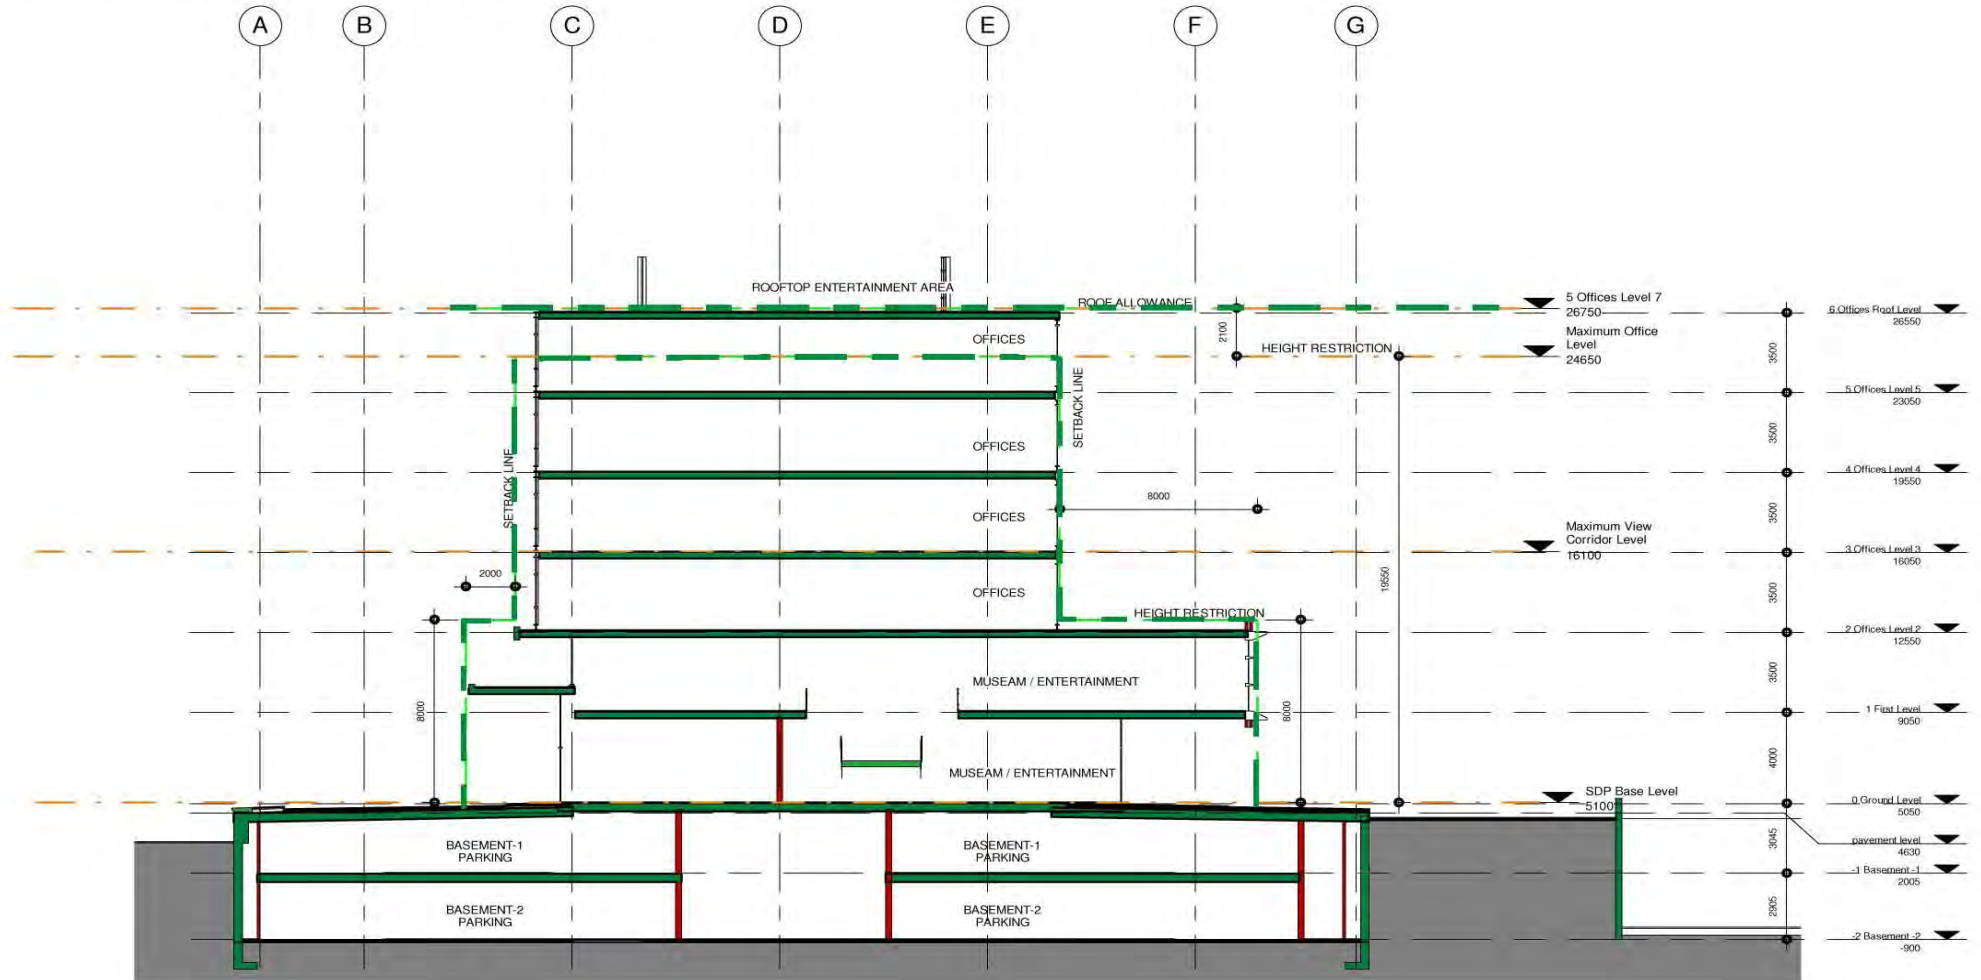 A B C D E F G
ROOFTOP ENTERTAINMENT AREA
ROOF ALLOWANCE
5 Offices Level 7
26750
6 Offices Roof Level
26550
2100
OFFICES
HEIGHT RESTRICTION
Maximum Office
Level
24650
3500
SETBACK LINE
5 Offices Level 5
23050
3500
OFFICES
SETBACK LINE
4 Offices Level 4
19550
8000
OFFICES
3500
Maximum View
Corridor Level
16100
3 Offices Level 3
16050
2000
19550
OFFICES
3500
HEIGHT RESTRICTION
2 Offices Level 2
12550
MUSEAM / ENTERTAINMENT
3500
8000
8000
1 First Level
9050
MUSEAM / ENTERTAINMENT
4000
SDP Base Level
5100
0 Ground Level
5050
BASEMENT-1
PARKING
BASEMENT-1
PARKING
3045
pavement level
4630
-1 Basement -1
2005
BASEMENT-2
PARKING
BASEMENT-2
PARKING
2905
-2 Basement -2
-900